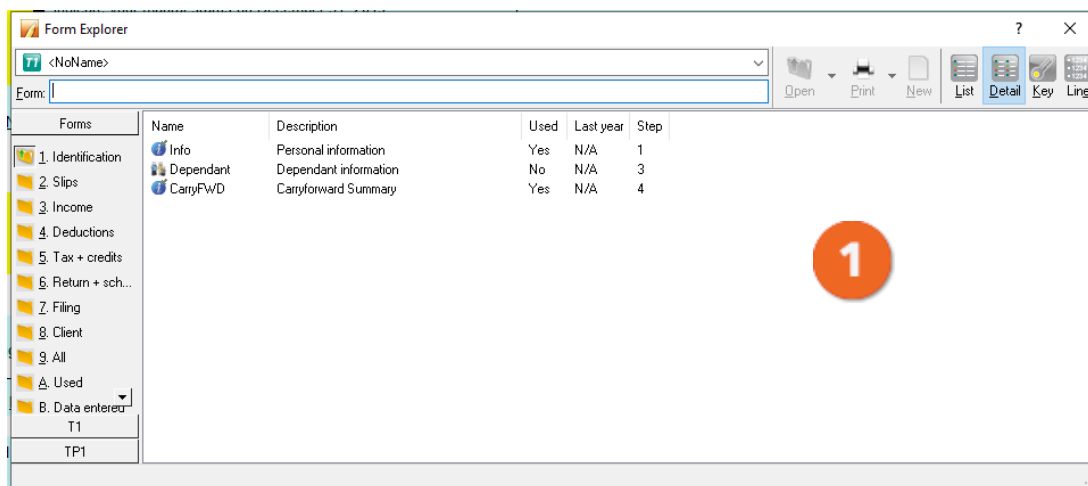 Form Explorer
?
T1 <NoName>
Open
Print
New
List
Detail
Key
Line
Form:
Forms
Name Description Used Last year Step
Info Personal information Yes N/A 1
Dependant Dependant information No N/A 3
CarryFWD Carryforward Summary Yes N/A 4
1. Identification
2. Slips
3. Income
4. Deductions
5. Tax + credits
6. Return + sch...
7. Filing
8. Client
9. All
A. Used
B. Data entered
T1
TP1
1